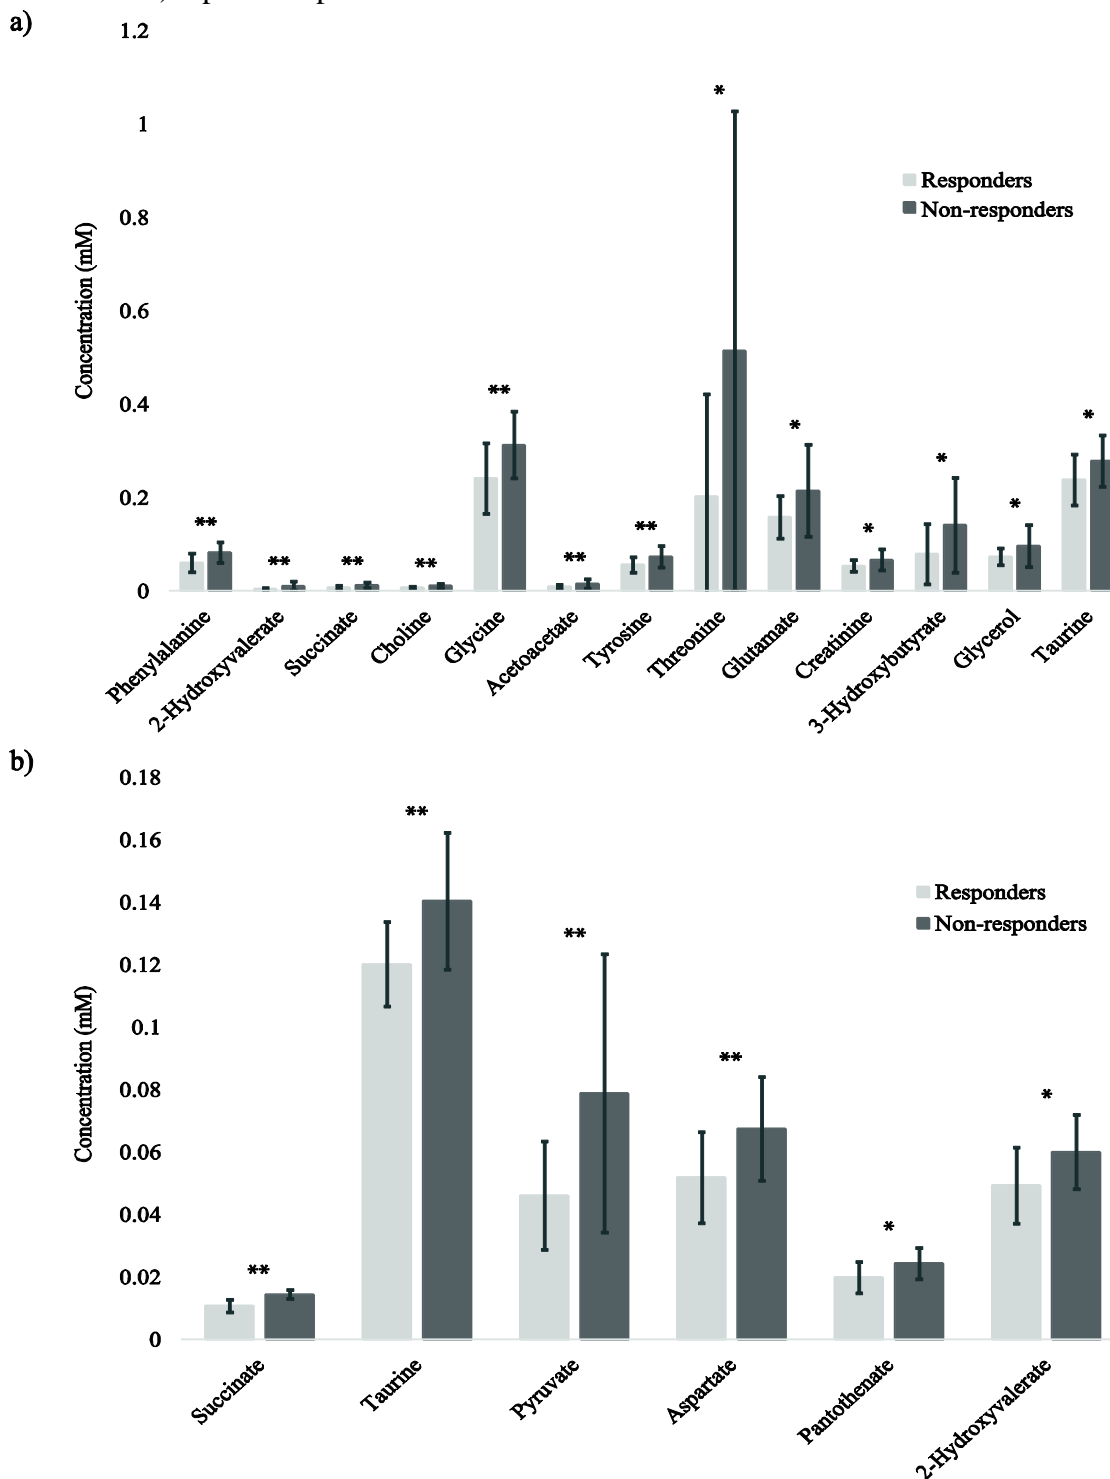 a)
1.2
1
0.8
0.6
0.4
0.2
0
Concentration (mM)
Responders
Non-responders
*
**
**
**
**
**
**
**
*
*
*
*
*
Phenylalanine
2-Hydroxyvalerate
Succinate
Choline
Glycine
Acetoacetate
Tyrosine
Threonine
Glutamate
Creatinine
3-Hydroxybutyrate
Glycerol
Taurine
b)
0.18
0.16
0.14
0.12
0.1
0.08
0.06
0.04
0.02
0
Concentration (mM)
Responders
Non-responders
**
**
**
**
*
*
Succinate
Taurine
Pyruvate
Aspartate
Pantothenate
2-Hydroxyvalerate